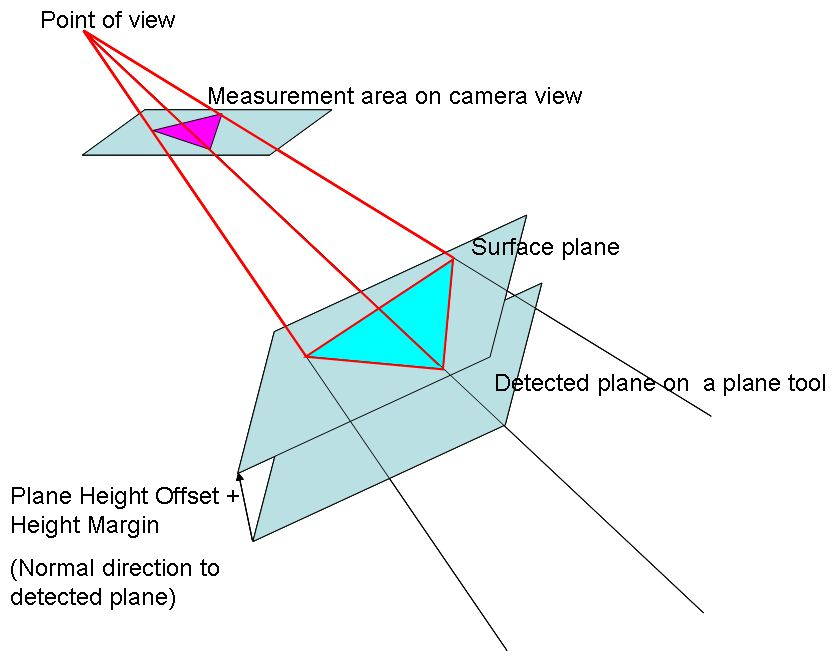 Point of view
Measurement area on camera view
Surface plane
Detected plane on  a plane tool
Plane Height Offset +
Height Margin
(Normal direction to
detected plane)